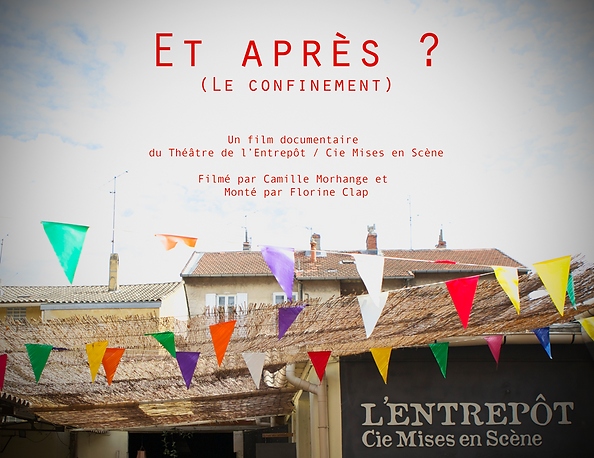 Et après ?
(Le confinement)
Un film documentaire
du Théâtre de l'Entrepôt / Cie Mises en Scène
Filmé par Camille Morhange et
Monté par Florine Clap
L'ENTREPÔT
Cie Mises en Scène